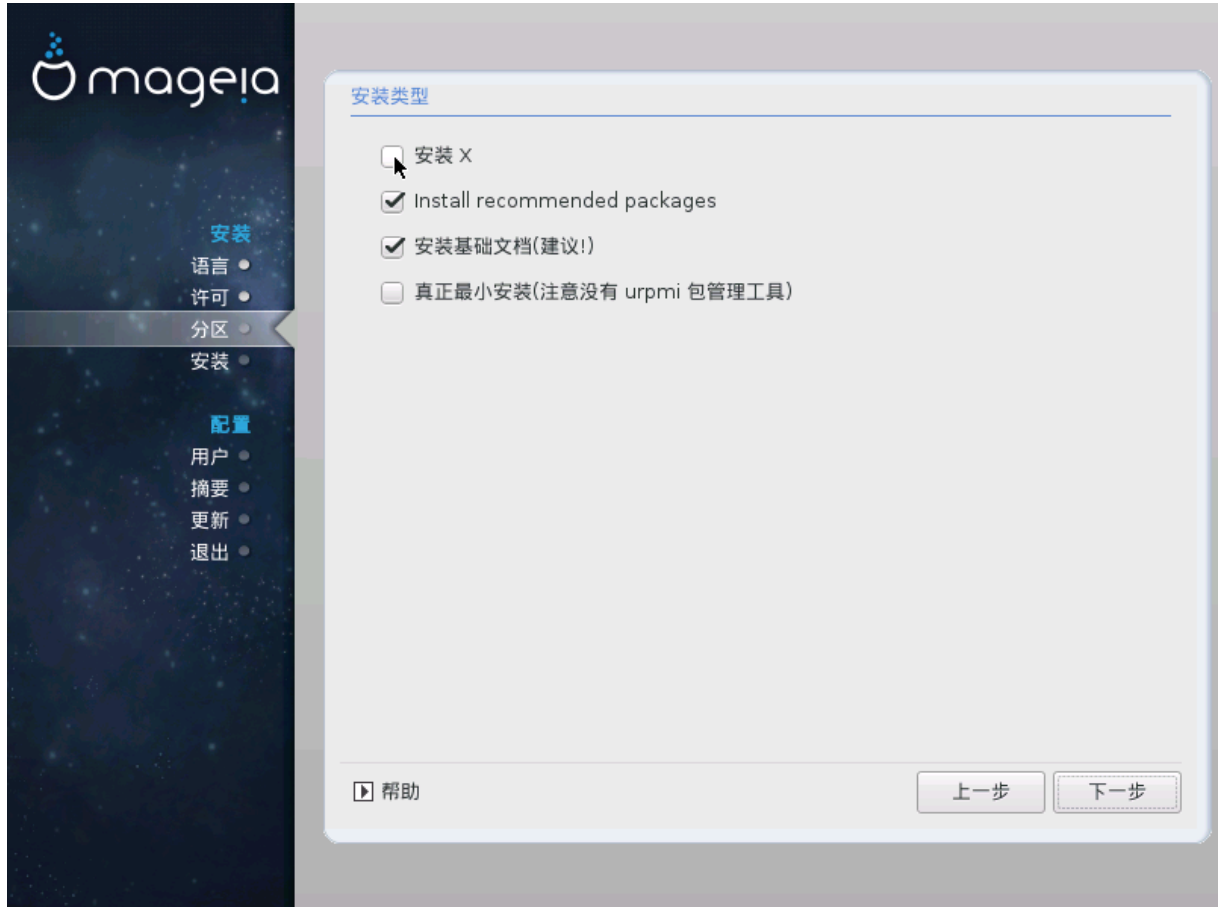 mageia
安装
语言
许可
分区
安装
配置
用户
摘要
更新
退出
安装类型
安装 X
Install recommended packages
安装基础文档(建议!)
真正最小安装(注意没有 urpmi 包管理工具)
帮助
上一步
下一步